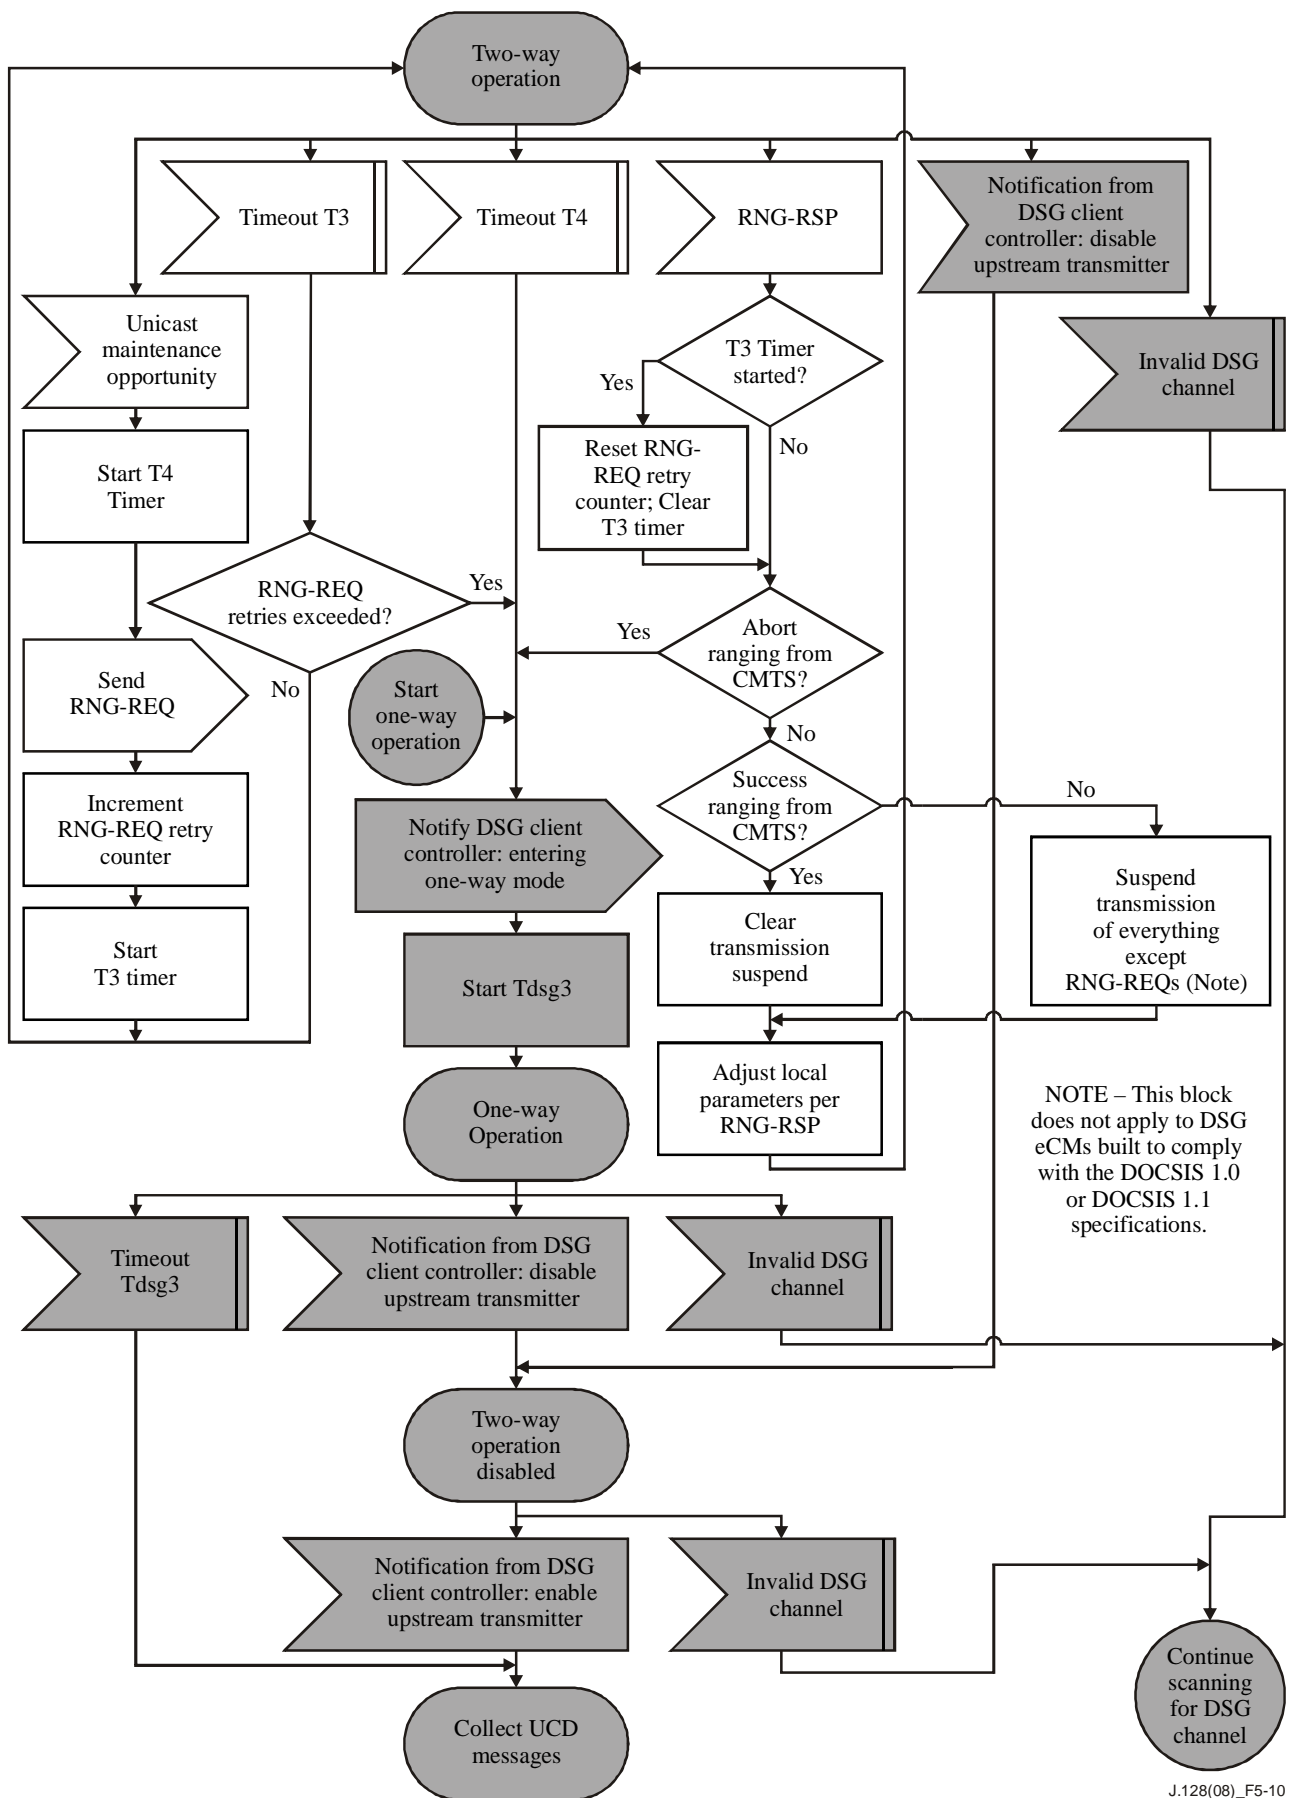 Two-way
operation
Timeout T3
Timeout T4
RNG-RSP
Notification from
DSG client
controller: disable
upstream transmitter
Unicast
maintenance
opportunity
T3 Timer
started?
Invalid DSG
channel
Yes
No
Start T4
Timer
Reset RNG-
REQ retry
counter; Clear
T3 timer
RNG-REQ
retries exceeded?
Yes
No
Abort
ranging from
CMTS?
Yes
No
Send
RNG-REQ
Start
one-way
operation
Success
ranging from
CMTS?
No
Yes
Increment
RNG-REQ retry
counter
Notify DSG client
controller: entering
one-way mode
Suspend
transmission
of everything
except
RNG-REQs (Note)
Clear
transmission
suspend
Start
T3 timer
Start Tdsg3
Adjust local
parameters per
RNG-RSP
One-way
Operation
NOTE – This block
does not apply to DSG
eCMs built to comply
with the DOCSIS 1.0
or DOCSIS 1.1
specifications.
Timeout
Tdsg3
Notification from DSG
client controller: disable
upstream transmitter
Invalid DSG
channel
Two-way
operation
disabled
Notification from DSG
client controller: enable
upstream transmitter
Invalid DSG
channel
Continue
scanning
for DSG
channel
Collect UCD
messages
J.128(08)_F5-10